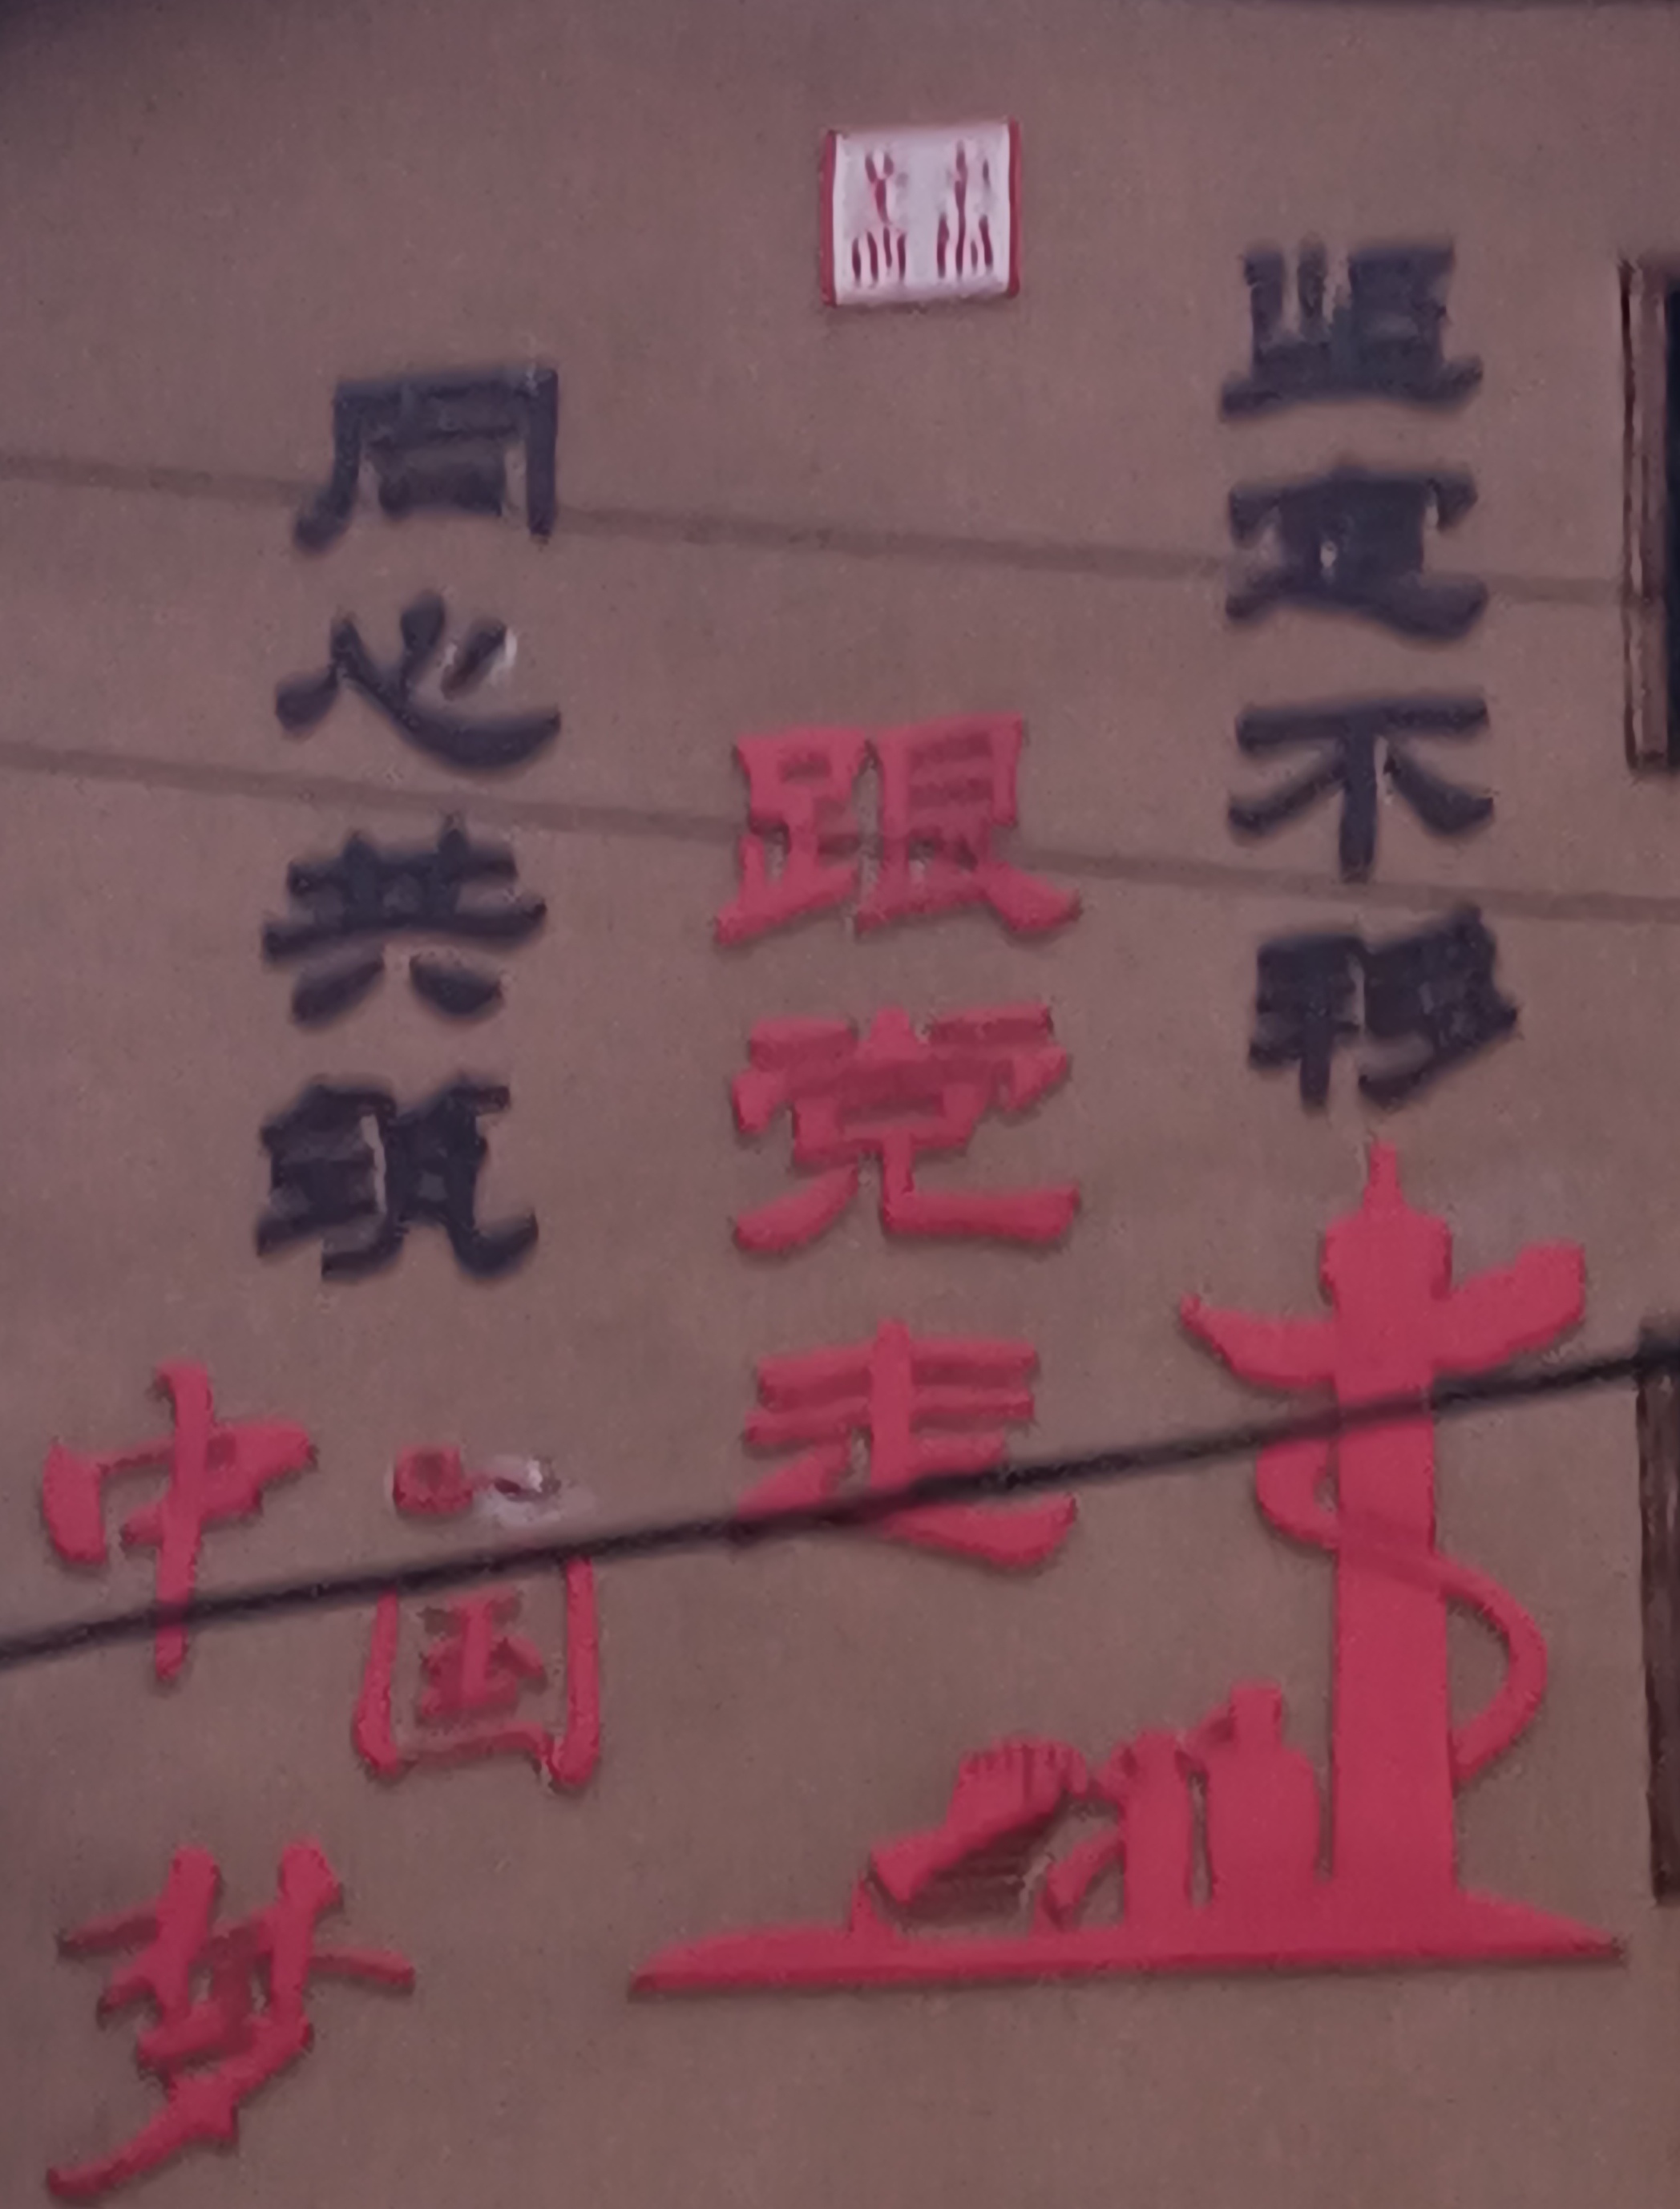 坚定不移
跟党走
同心共筑
中国
梦